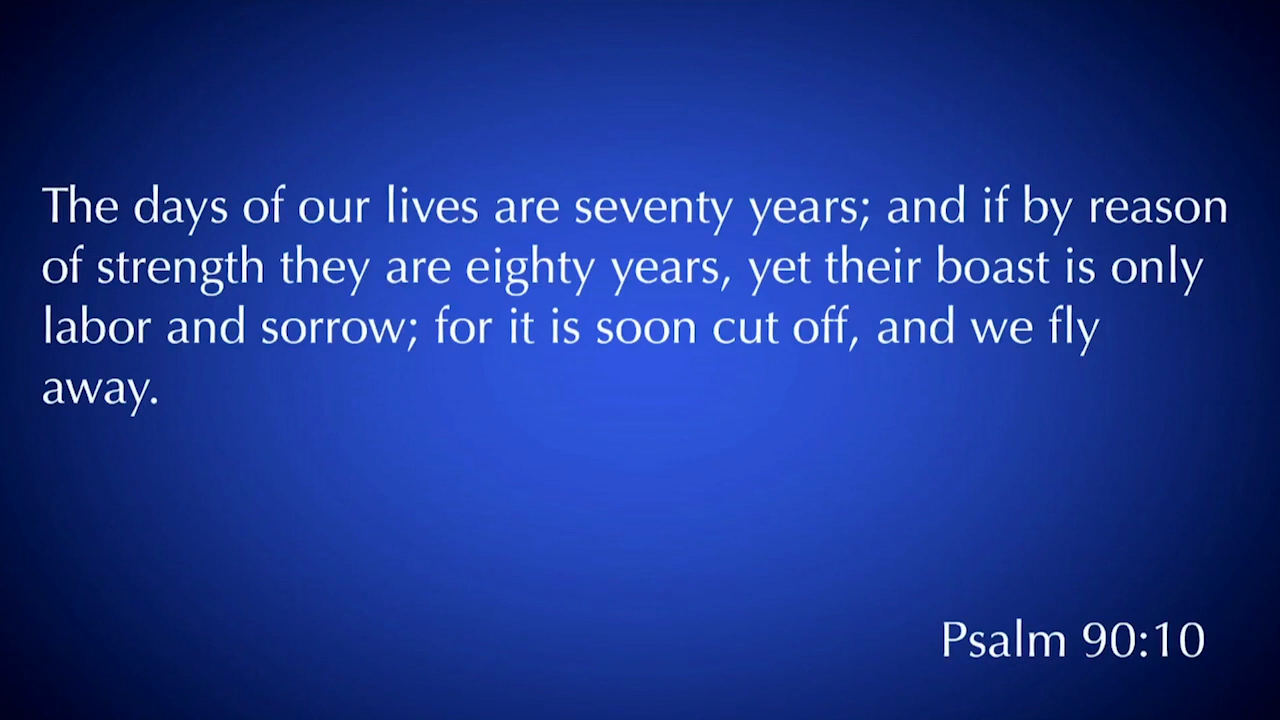 The days of our lives are seventy years; and if by reason
of strength they are eighty years, yet their boast is only
labor and sorrow; for it is soon cut off, and we fly
away.
Psalm 90:10